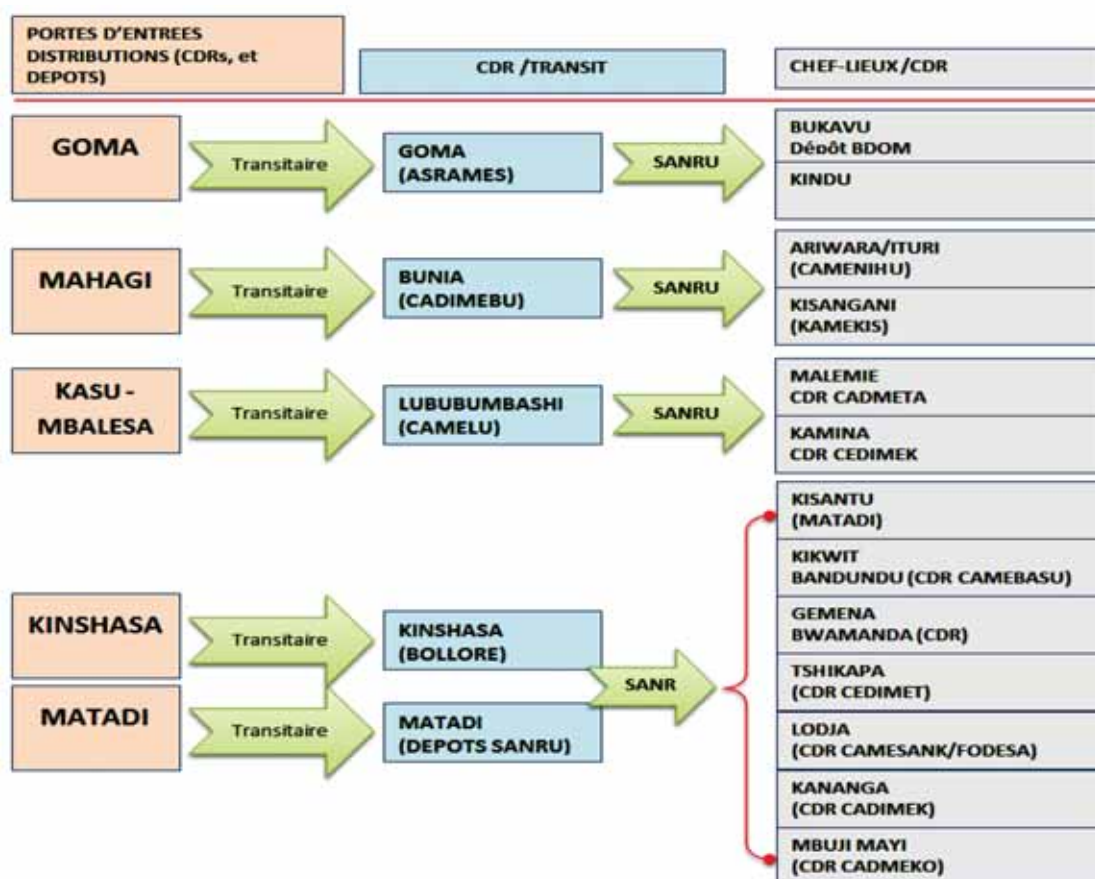 PORTES D'ENTREES
DISTRIBUTIONS (CDRs, et
DEPOTS)
CDR /TRANSIT
CHEF-LIEUX/CDR
GOMA
Transitaire
GOMA
(ASRAMES)
SANRU
BUKAVU
Dépôt BDOM
KINDU
MAHAGI
Transitaire
BUNIA
(CADIMEBU)
SANRU
ARIWARA/ITURI
(CAMENIHU)
KISANGANI
(KAMEKIS)
KASU -
MBALESA
Transitaire
LUBUBUMBASHI
(CAMELU)
SANRU
MALEMIE
CDR CADMETA
KAMINA
CDR CEDIMEK
KINSHASA
Transitaire
KINSHASA
(BOLLORE)
MATADI
Transitaire
MATADI
(DEPOTS SANRU)
SANR
KISANTU
(MATADI)
KIKWIT
BANDUNDU (CDR CAMEBASU)
GEMENA
BWAMANDA (CDR)
TSHIKAPA
(CDR CEDIMET)
LODJA
(CDR CAMESANK/FODESA)
KANANGA
(CDR CADIMEK)
MBUJI MAYI
(CDR CADMEKO)